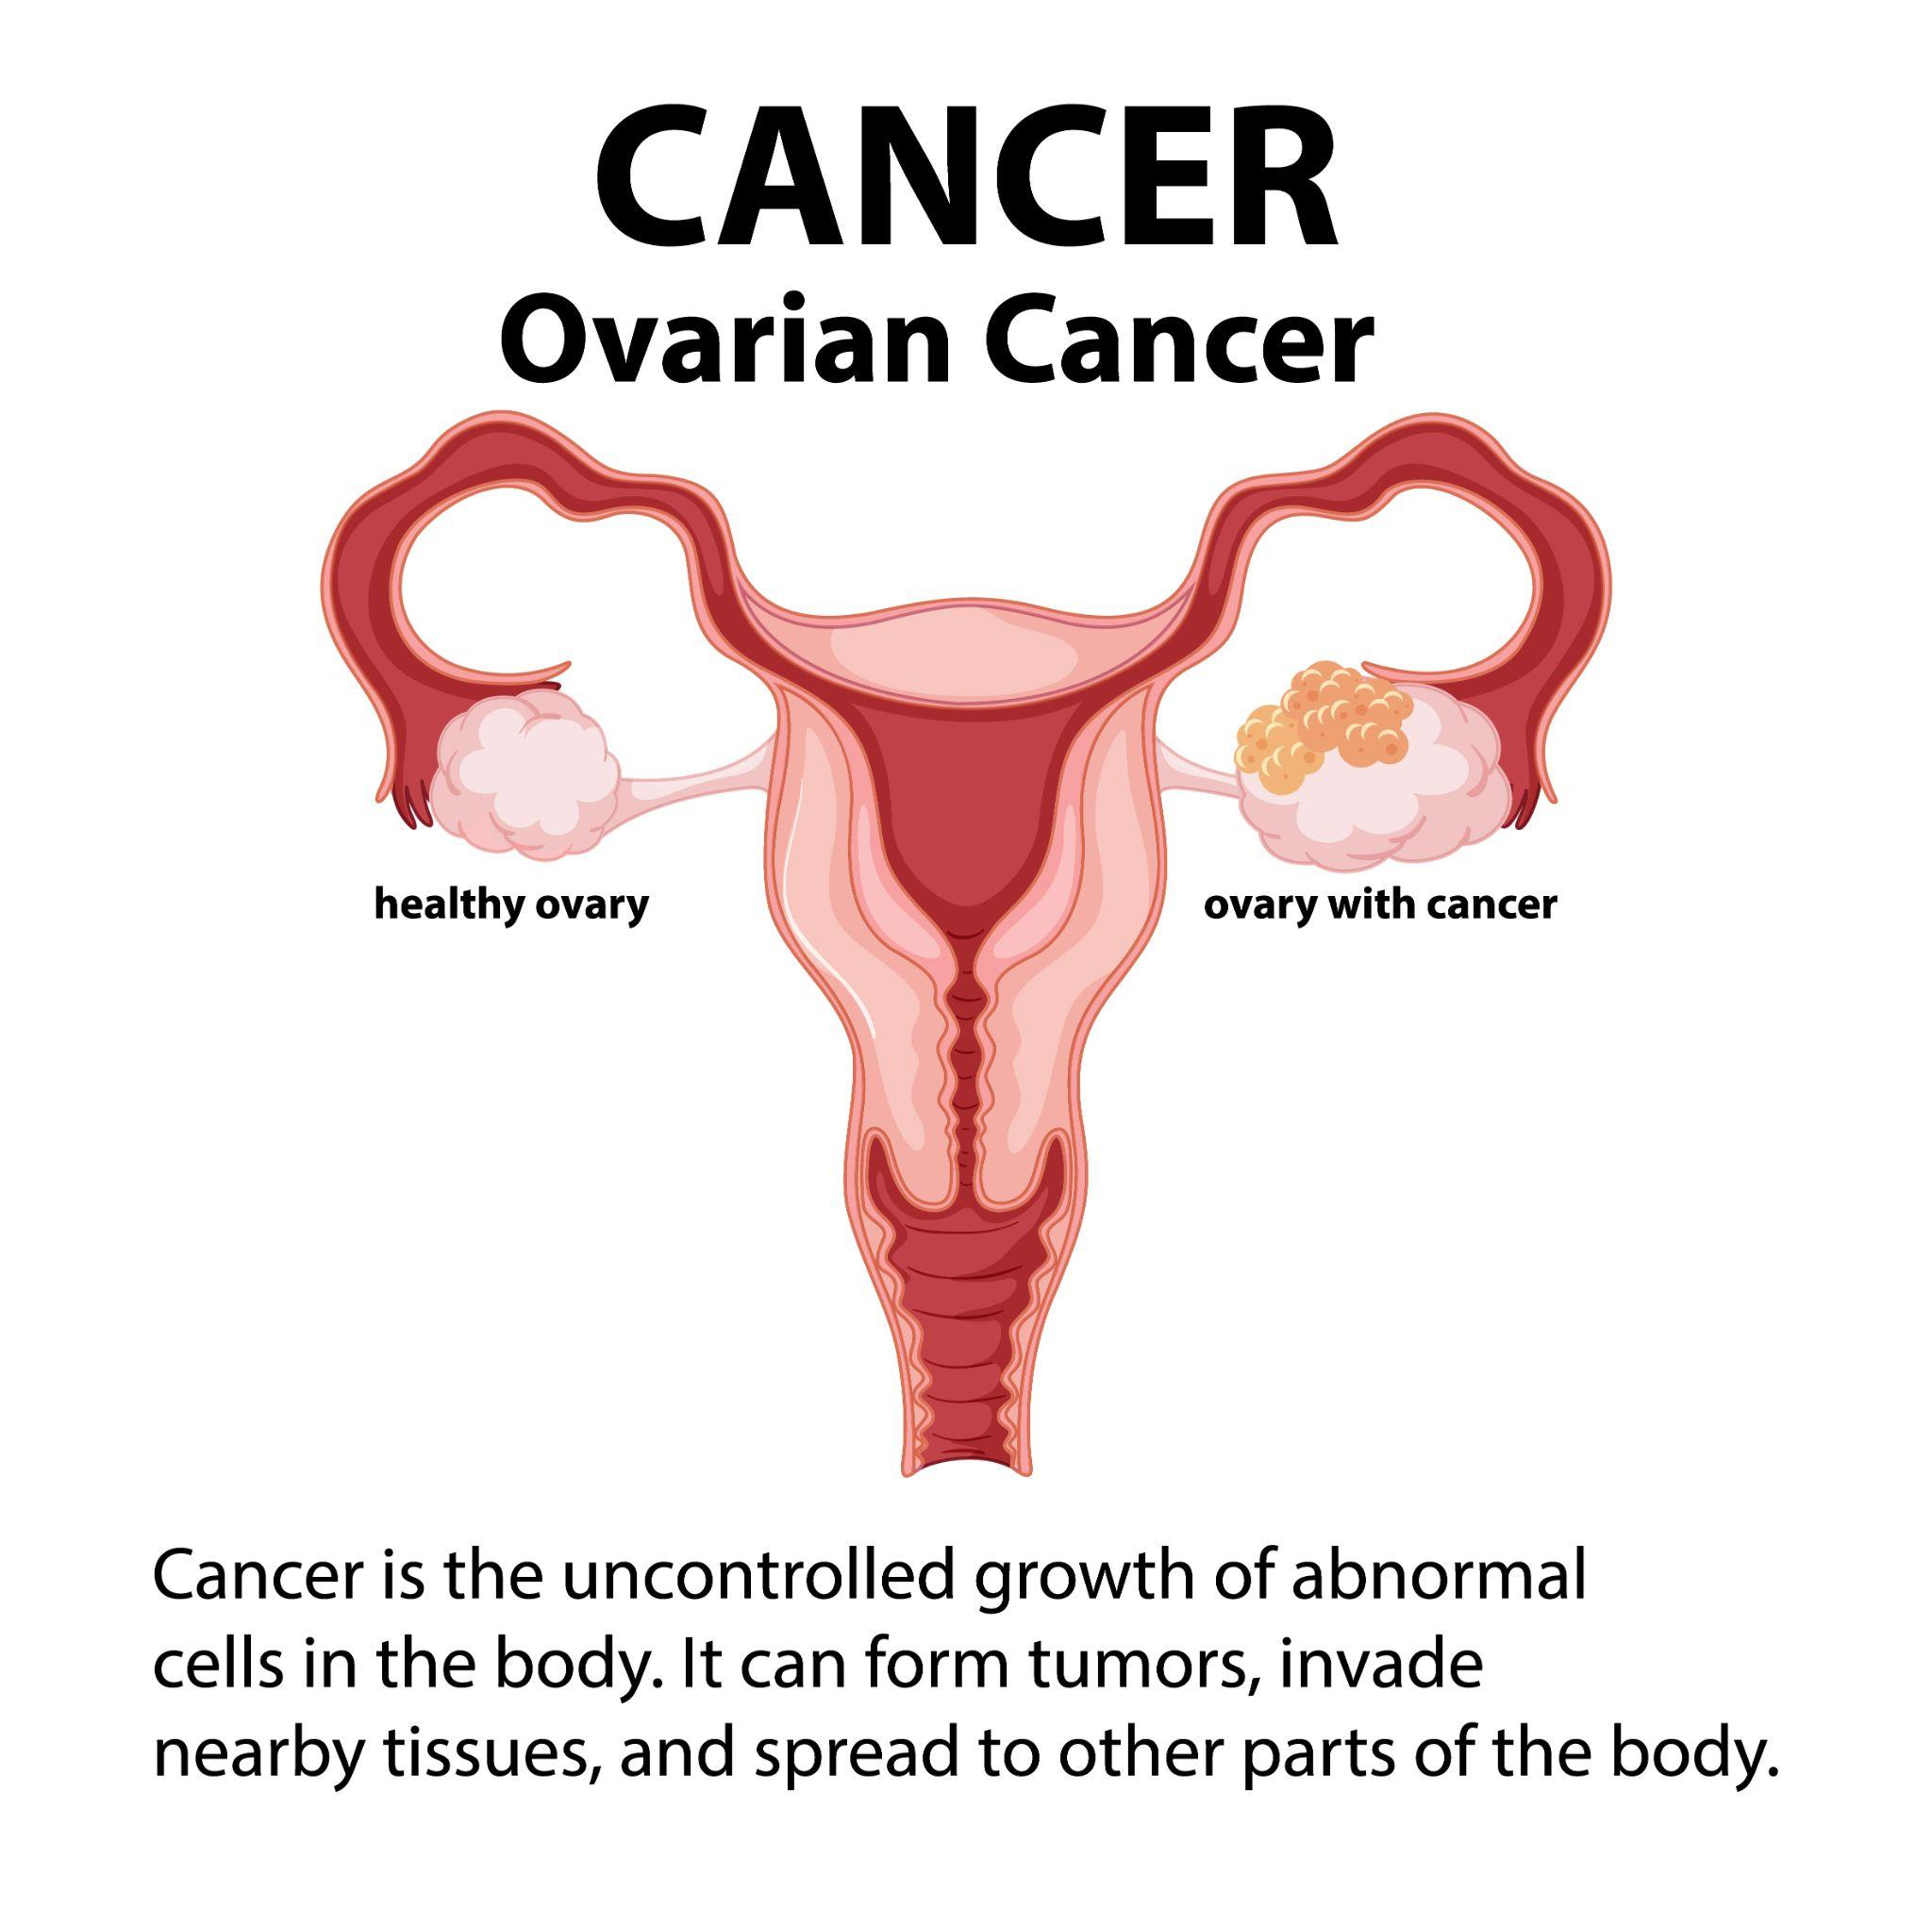 CANCER
Ovarian Cancer
healthy ovary
ovary with cancer
Cancer is the uncontrolled growth of abnormal
cells in the body. It can form tumors, invade
nearby tissues, and spread to other parts of the body.